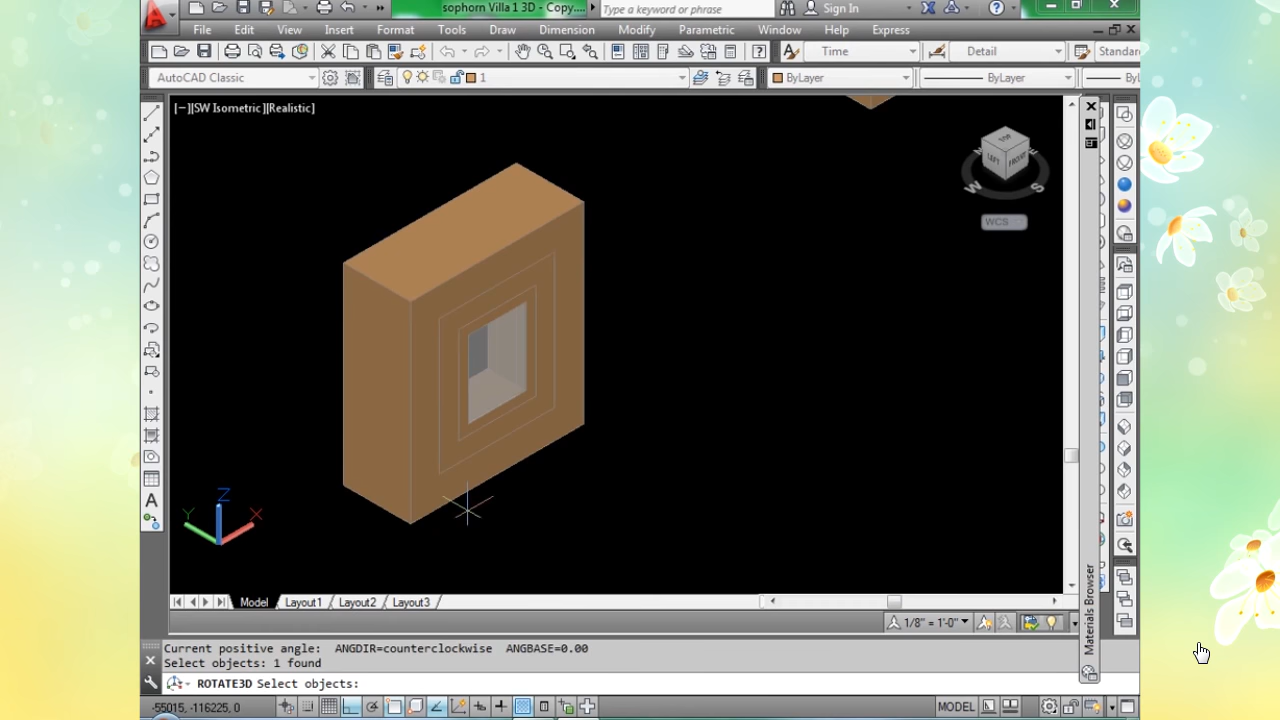 sophorn Villa 1 3D - Copy....
Type a keyword or phrase
Sign In
File Edit View Insert Format Tools Draw Dimension Modify Parametric Window Help Express
Time
Detail
Standard
AutoCAD Classic
1
ByLayer
ByLayer
ByL
[−][SW Isometric][Realistic]
TOP
LEFT
FRONT
W
S
WCS
Z
Y
X
A
Materials Browser
Model Layout1 Layout2 Layout3
1/8" = 1'-0"
Current positive angle: ANGDIR=counterclockwise ANGBASE=0.00
Select objects: 1 found
ROTATE3D Select objects:
-55015, -116225, 0
MODEL